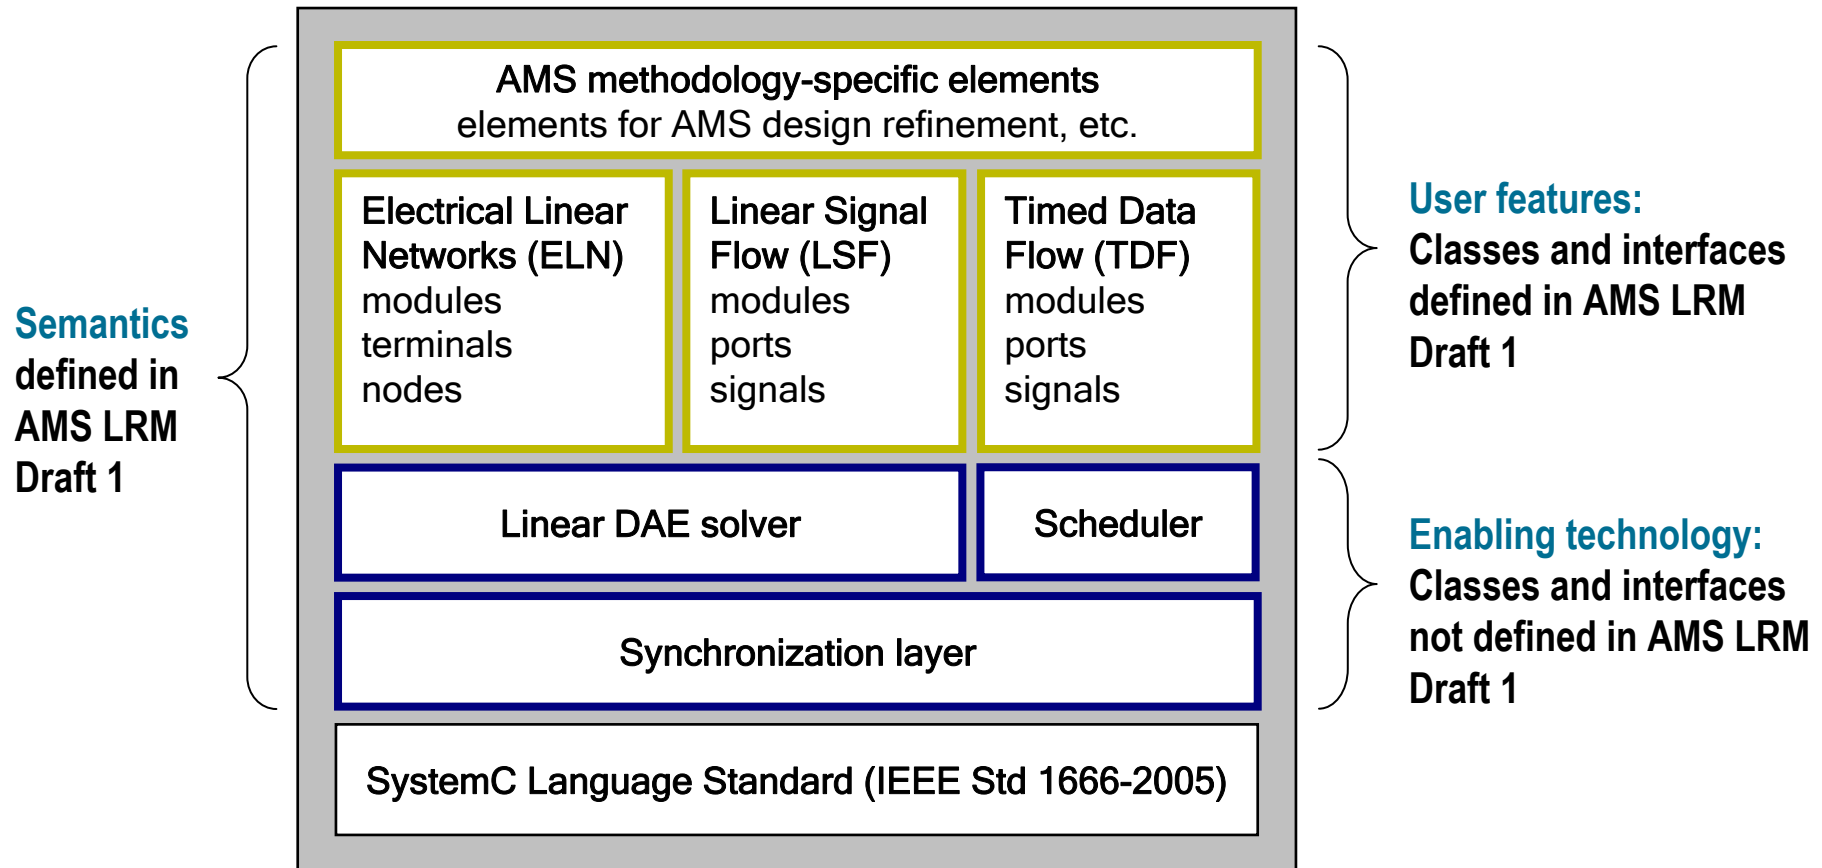 AMS methodology-specific elements
elements for AMS design refinement, etc.
Electrical Linear
Networks (ELN)
modules
terminals
nodes
Linear Signal
Flow (LSF)
modules
ports
signals
Timed Data
Flow (TDF)
modules
ports
signals
Linear DAE solver
Scheduler
Synchronization layer
SystemC Language Standard (IEEE Std 1666-2005)
Semantics
defined in
AMS LRM
Draft 1
User features:
Classes and interfaces
defined in AMS LRM
Draft 1
Enabling technology:
Classes and interfaces
not defined in AMS LRM
Draft 1